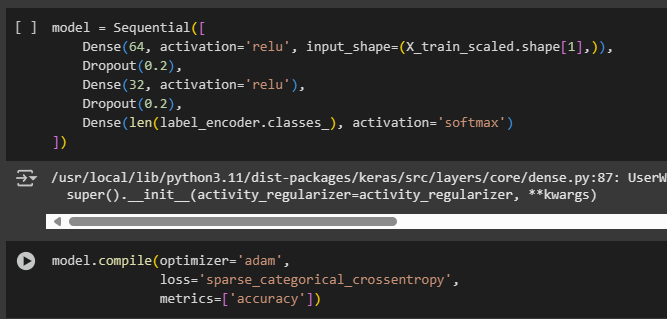 [ ] model = Sequential([
Dense(64, activation='relu', input_shape=(X_train_scaled.shape[1],)),
Dropout(0.2),
Dense(32, activation='relu'),
Dropout(0.2),
Dense(len(label_encoder.classes_), activation='softmax')
])
/usr/local/lib/python3.11/dist-packages/keras/src/layers/core/dense.py:87: UserW
super().__init__(activity_regularizer=activity_regularizer, **kwargs)
model.compile(optimizer='adam',
loss='sparse_categorical_crossentropy',
metrics=['accuracy'])